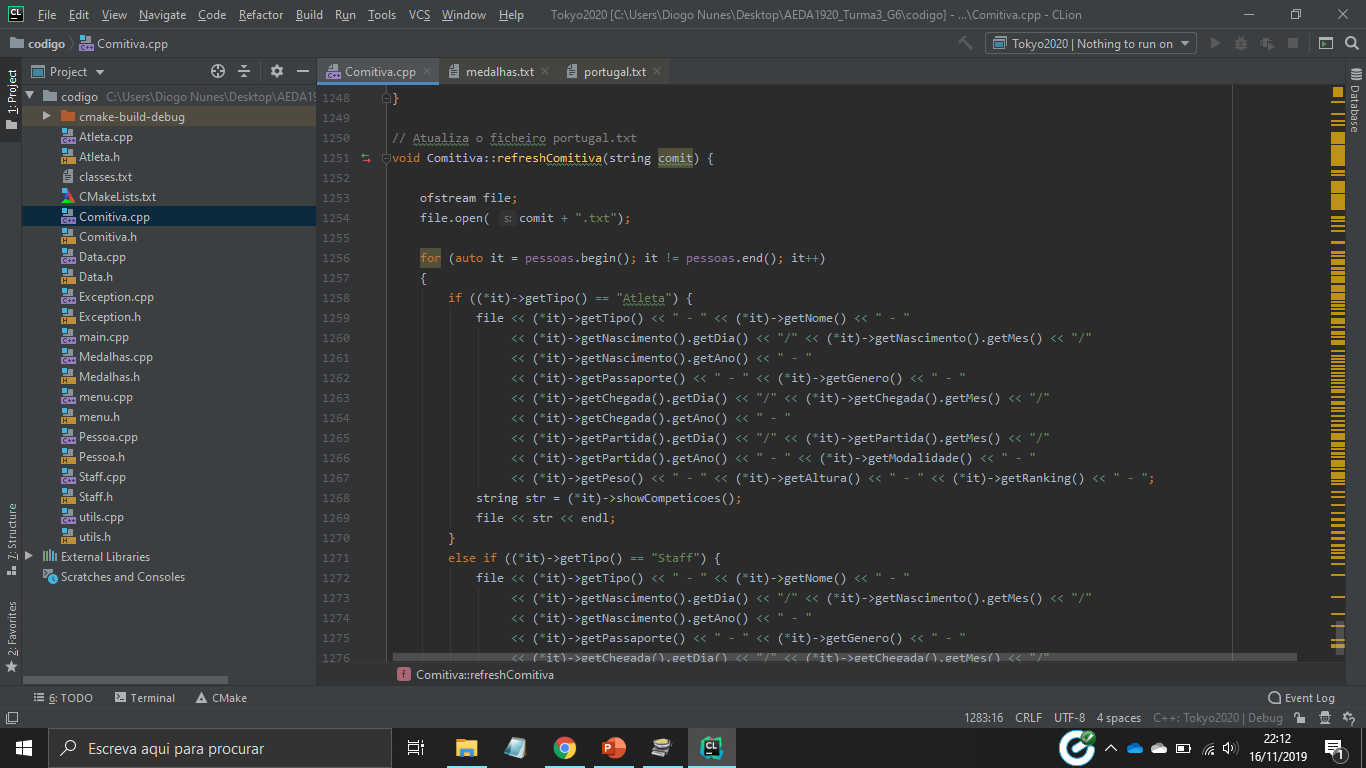 File Edit View Navigate Code Refactor Build Run Tools VCS Window Help Tokyo2020 [C:\Users\Diogo Nunes\Desktop\AEDA1920_Turma3_G6\codigo] - ...\Comitiva.cpp - CLion
codigo Comitiva.cpp Tokyo2020 | Nothing to run on
Project
Comitiva.cpp medalhas.txt portugal.txt
1: Project
Database
7: Structure
2: Favorites
codigo C:\Users\Diogo Nunes\Desktop\AEDA19
cmake-build-debug
Atleta.cpp
Atleta.h
classes.txt
CMakeLists.txt
Comitiva.cpp
Comitiva.h
Data.cpp
Data.h
Exception.cpp
Exception.h
main.cpp
Medalhas.cpp
Medalhas.h
menu.cpp
menu.h
Pessoa.cpp
Pessoa.h
Staff.cpp
Staff.h
utils.cpp
utils.h
External Libraries
Scratches and Consoles
1248 }
1249
1250 // Atualiza o ficheiro portugal.txt
1251 void Comitiva::refreshComitiva(string comit) {
1252
1253 ofstream file;
1254 file.open( s: comit + ".txt");
1255
1256 for (auto it = pessoas.begin(); it != pessoas.end(); it++)
1257 {
1258 if ((*it)->getTipo() == "Atleta") {
1259 file << (*it)->getTipo() << " - " << (*it)->getNome() << " - "
1260 << (*it)->getNascimento().getDia() << "/" << (*it)->getNascimento().getMes() << "/"
1261 << (*it)->getNascimento().getAno() << " - "
1262 << (*it)->getPassaporte() << " - " << (*it)->getGenero() << " - "
1263 << (*it)->getChegada().getDia() << "/" << (*it)->getChegada().getMes() << "/"
1264 << (*it)->getChegada().getAno() << " - "
1265 << (*it)->getPartida().getDia() << "/" << (*it)->getPartida().getMes() << "/"
1266 << (*it)->getPartida().getAno() << " - " << (*it)->getModalidade() << " - "
1267 << (*it)->getPeso() << " - " << (*it)->getAltura() << " - " << (*it)->getRanking() << " - ";
1268 string str = (*it)->showCompeticoes();
1269 file << str << endl;
1270 }
1271 else if ((*it)->getTipo() == "Staff") {
1272 file << (*it)->getTipo() << " - " << (*it)->getNome() << " - "
1273 << (*it)->getNascimento().getDia() << "/" << (*it)->getNascimento().getMes() << "/"
1274 << (*it)->getNascimento().getAno() << " - "
1275 << (*it)->getPassaporte() << " - " << (*it)->getGenero() << " - "
1276 << (*it)->getChegada().getDia() << "/" << (*it)->getChegada().getMes() << "/"
f Comitiva::refreshComitiva
6: TODO Terminal CMake Event Log
1283:16 CRLF UTF-8 4 spaces C++: Tokyo2020 | Debug
Escreva aqui para procurar
22:12
16/11/2019
1